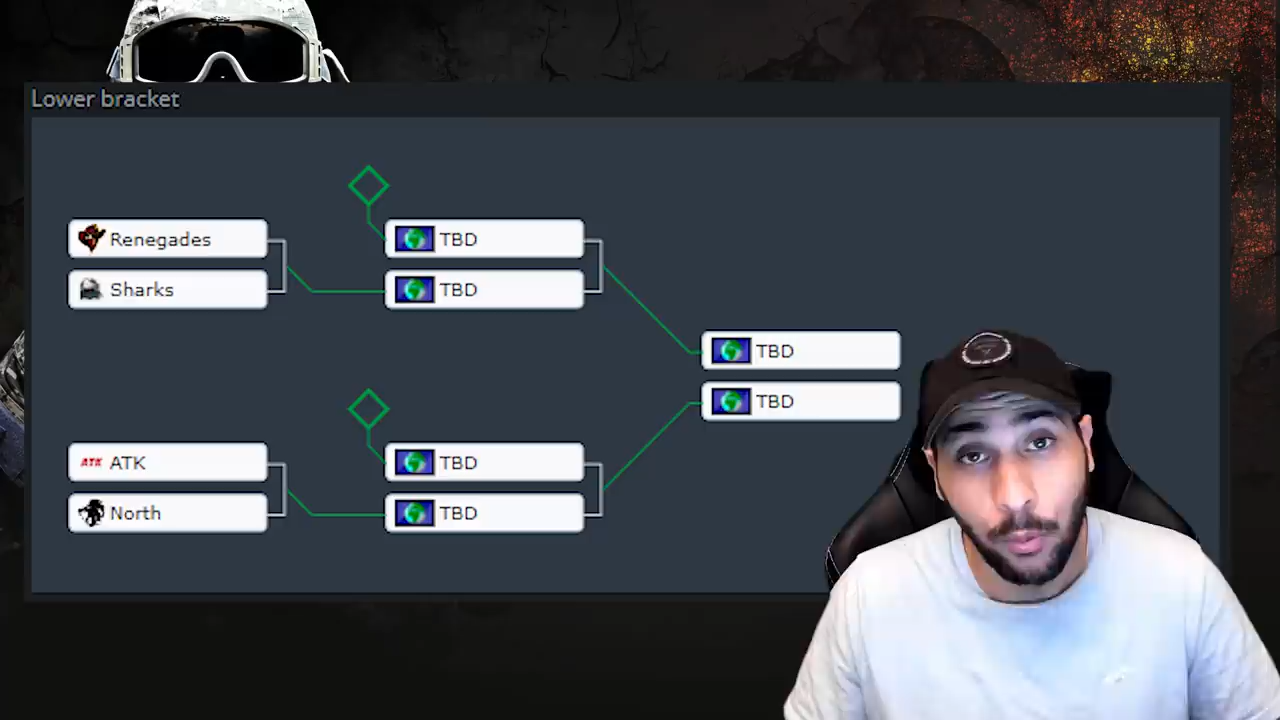 Lower bracket
Renegades
Sharks
TBD
TBD
TBD
TBD
ATK ATK
North
TBD
TBD